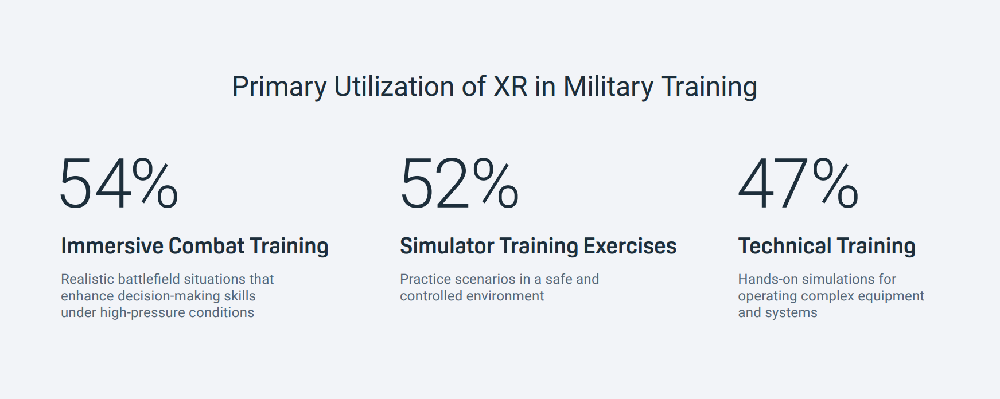 Primary Utilization of XR in Military Training
54%
Immersive Combat Training
Realistic battlefield situations that
enhance decision-making skills
under high-pressure conditions
52%
Simulator Training Exercises
Practice scenarios in a safe and
controlled environment
47%
Technical Training
Hands-on simulations for
operating complex equipment
and systems